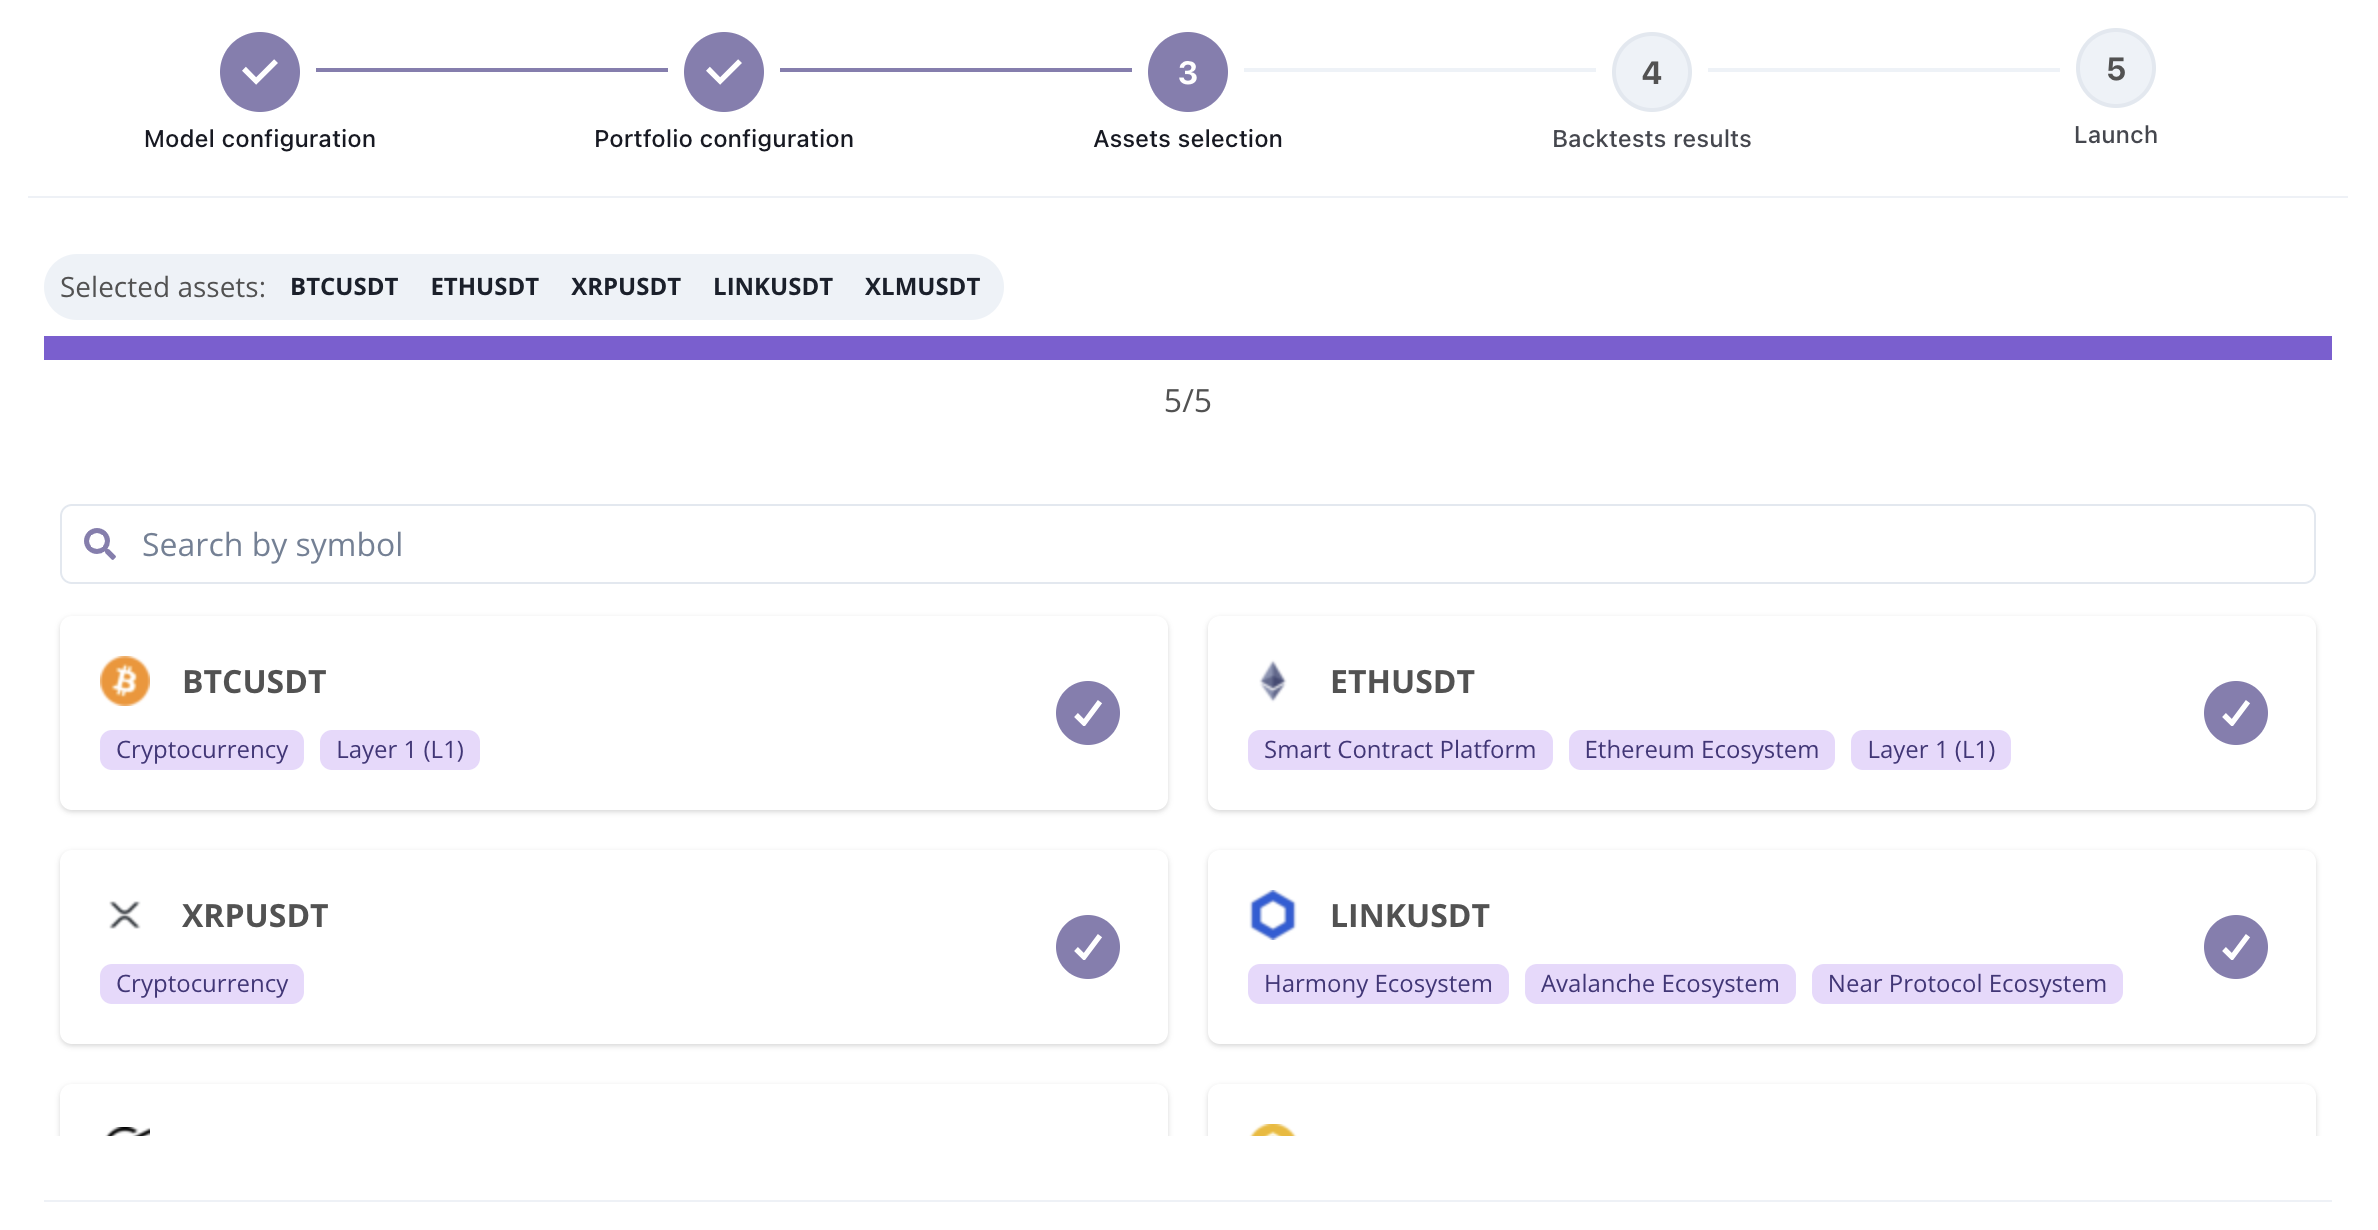 3
4
5
Model configuration
Portfolio configuration
Assets selection
Backtests results
Launch
Selected assets: BTCUSDT ETHUSDT XRPUSDT LINKUSDT XLMUSDT
5/5
Search by symbol
BTCUSDT
Cryptocurrency
Layer 1 (L1)
ETHUSDT
Smart Contract Platform
Ethereum Ecosystem
Layer 1 (L1)
XRPUSDT
Cryptocurrency
LINKUSDT
Harmony Ecosystem
Avalanche Ecosystem
Near Protocol Ecosystem